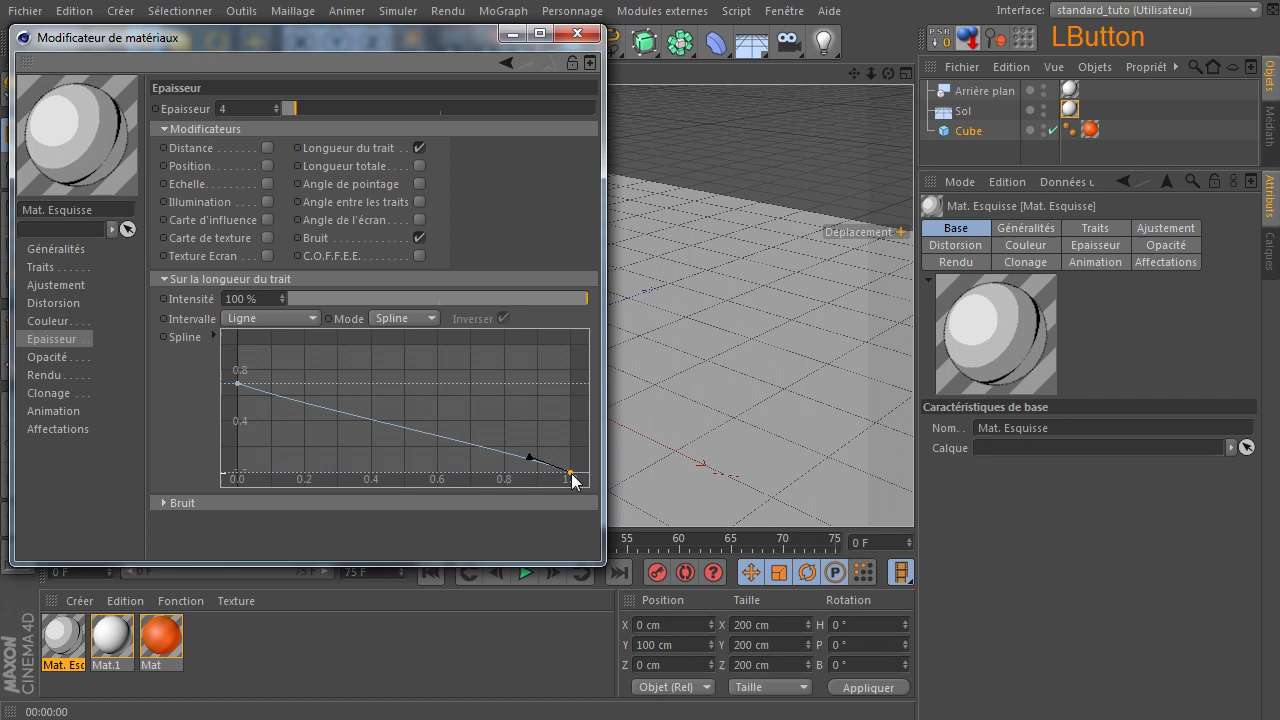 Fichier Edition Créer Sélectionner Outils Maillage Animer Simuler Rendu MoGraph Personnage Modules externes Script Fenêtre Aide Interface: standard_tuto (Utilisateur)
Modificateur de matériaux
LButton
PSR
0
Fichier Edition Vue Objets Propriét
Objets
Médiath
Attributs
Calques
Arrière plan
Sol
Cube
Epaisseur
Epaisseur 4
Modificateurs
Distance . . . . . . . Longueur du trait . .
Position. . . . . . . . Longueur totale. . .
Echelle. . . . . . . . . Angle de pointage
Illumination . . . . . Angle entre les traits
Carte d'influence Angle de l'écran. . .
Carte de texture Bruit . . . . . . . . . . .
Texture Ecran . . . C.O.F.F.E.E. . . . . . . .
Sur la longueur du trait
Intensité 100 %
Intervalle Ligne Mode Spline Inverser
Spline
0.8
0.4
0.0 0.2 0.4 0.6 0.8
Bruit
Mat. Esquisse
Généralités
Traits . . . . .
Ajustement
Distorsion
Couleur. . . .
Epaisseur
Opacité . . . .
Rendu . . . . .
Clonage . . .
Animation
Affectations
Déplacement
Mode Edition Données u
Mat. Esquisse [Mat. Esquisse]
Base Généralités Traits Ajustement
Distorsion Couleur Epaisseur Opacité
Rendu Clonage Animation Affectations
Caractéristiques de base
Nom. . Mat. Esquisse
Calque
55 60 65 70 75 0 F
0 F 0 F 75 F 75 F
Créer Edition Fonction Texture
Mat. Esc Mat.1 Mat
MAXON
CINEMA 4D
Position Taille Rotation
X 0 cm X 200 cm H 0 °
Y 100 cm Y 200 cm P 0 °
Z 0 cm Z 200 cm B 0 °
Objet (Rel) Taille Appliquer
00:00:00